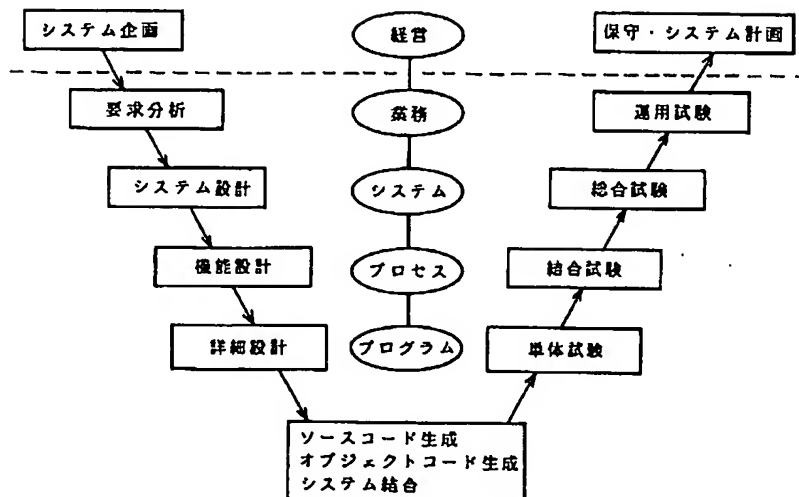 システム企画
経営
保守・システム計画
要求分析
業務
運用試験
システム設計
システム
総合試験
機能設計
プロセス
結合試験
詳細設計
プログラム
単体試験
ソースコード生成
オブジェクトコード生成
システム結合